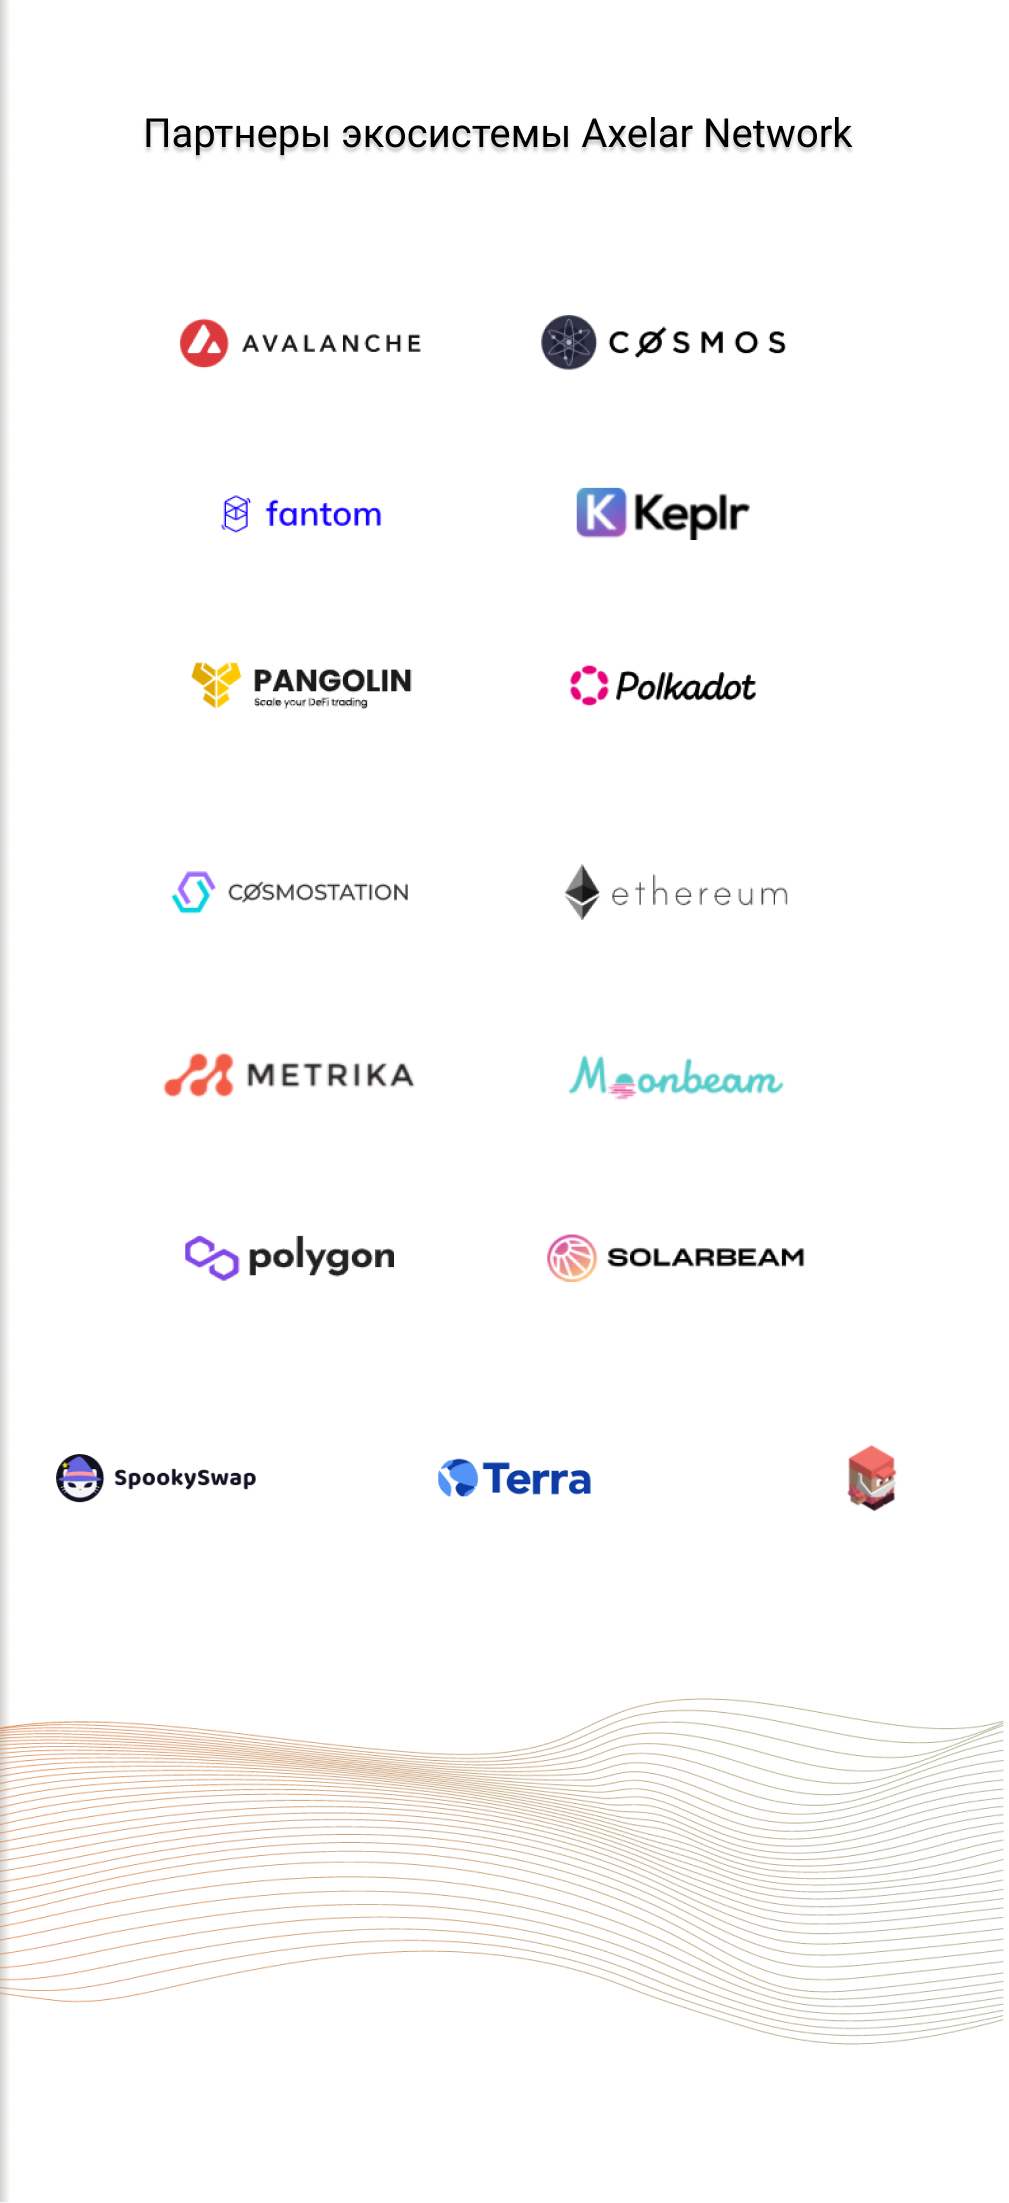 Партнеры экосистемы Axelar Network
AVALANCHE
CØSMOS
fantom
Keplr
PANGOLIN
Scale your DeFi trading
Polkadot
CØSMOSTATION
ethereum
METRIKA
Moonbeam
polygon
SOLARBEAM
SpookySwap
Terra